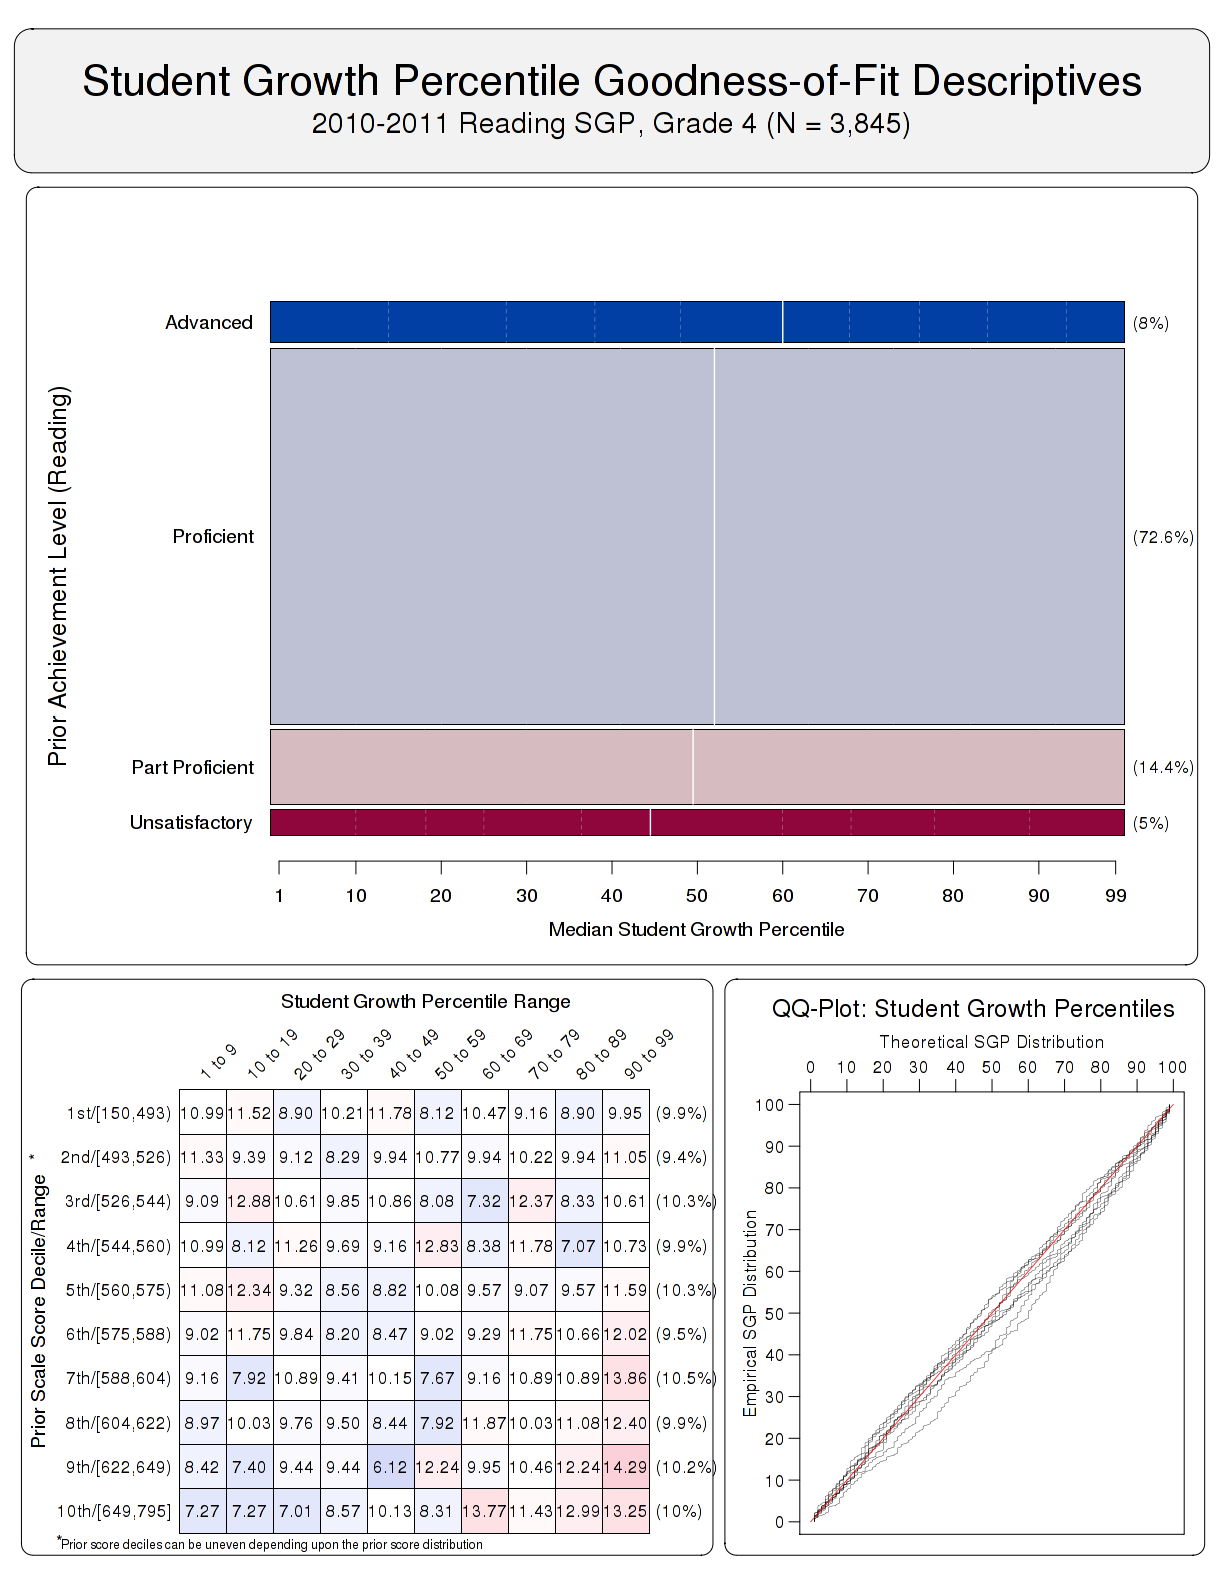 Student Growth Percentile Goodness-of-Fit Descriptives
2010-2011 Reading SGP, Grade 4 (N = 3,845)
Prior Achievement Level (Reading)
Advanced (8%)
Proficient (72.6%)
Part Proficient (14.4%)
Unsatisfactory (5%)
1 10 20 30 40 50 60 70 80 90 99
Median Student Growth Percentile
Student Growth Percentile Range
1 to 9 10 to 19 20 to 29 30 to 39 40 to 49 50 to 59 60 to 69 70 to 79 80 to 89 90 to 99
Prior Scale Score Decile/Range *
1st/[150,493) 10.99 11.52 8.90 10.21 11.78 8.12 10.47 9.16 8.90 9.95 (9.9%)
2nd/[493,526) 11.33 9.39 9.12 8.29 9.94 10.77 9.94 10.22 9.94 11.05 (9.4%)
3rd/[526,544) 9.09 12.88 10.61 9.85 10.86 8.08 7.32 12.37 8.33 10.61 (10.3%)
4th/[544,560) 10.99 8.12 11.26 9.69 9.16 12.83 8.38 11.78 7.07 10.73 (9.9%)
5th/[560,575) 11.08 12.34 9.32 8.56 8.82 10.08 9.57 9.07 9.57 11.59 (10.3%)
6th/[575,588) 9.02 11.75 9.84 8.20 8.47 9.02 9.29 11.75 10.66 12.02 (9.5%)
7th/[588,604) 9.16 7.92 10.89 9.41 10.15 7.67 9.16 10.89 10.89 13.86 (10.5%)
8th/[604,622) 8.97 10.03 9.76 9.50 8.44 7.92 11.87 10.03 11.08 12.40 (9.9%)
9th/[622,649) 8.42 7.40 9.44 9.44 6.12 12.24 9.95 10.46 12.24 14.29 (10.2%)
10th/[649,795] 7.27 7.27 7.01 8.57 10.13 8.31 13.77 11.43 12.99 13.25 (10%)
*Prior score deciles can be uneven depending upon the prior score distribution
QQ-Plot: Student Growth Percentiles
Theoretical SGP Distribution
0 10 20 30 40 50 60 70 80 90 100
Empirical SGP Distribution
100
90
80
70
60
50
40
30
20
10
0